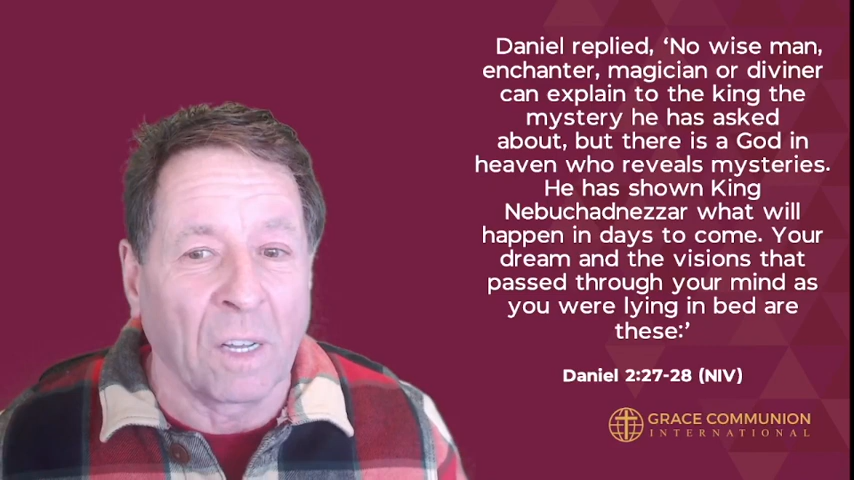 Daniel replied, ‘No wise man,
enchanter, magician or diviner
can explain to the king the
mystery he has asked
about, but there is a God in
heaven who reveals mysteries.
He has shown King
Nebuchadnezzar what will
happen in days to come. Your
dream and the visions that
passed through your mind as
you were lying in bed are
these:’
Daniel 2:27-28 (NIV)
GRACE COMMUNION
INTERNATIONAL